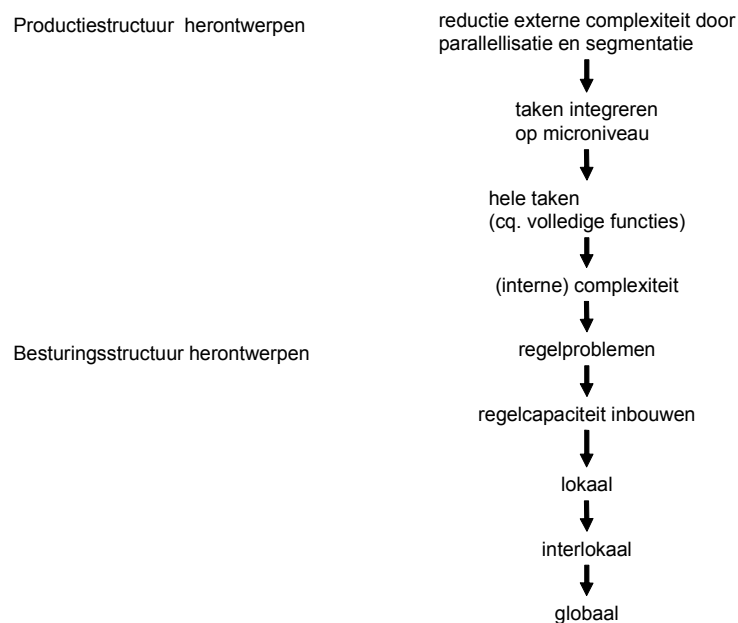 Productiestructuur herontwerpen
reductie externe complexiteit door
parallellisatie en segmentatie
taken integreren
op microniveau
hele taken
(cq. volledige functies)
(interne) complexiteit
Besturingsstructuur herontwerpen
regelproblemen
regelcapaciteit inbouwen
lokaal
interlokaal
globaal